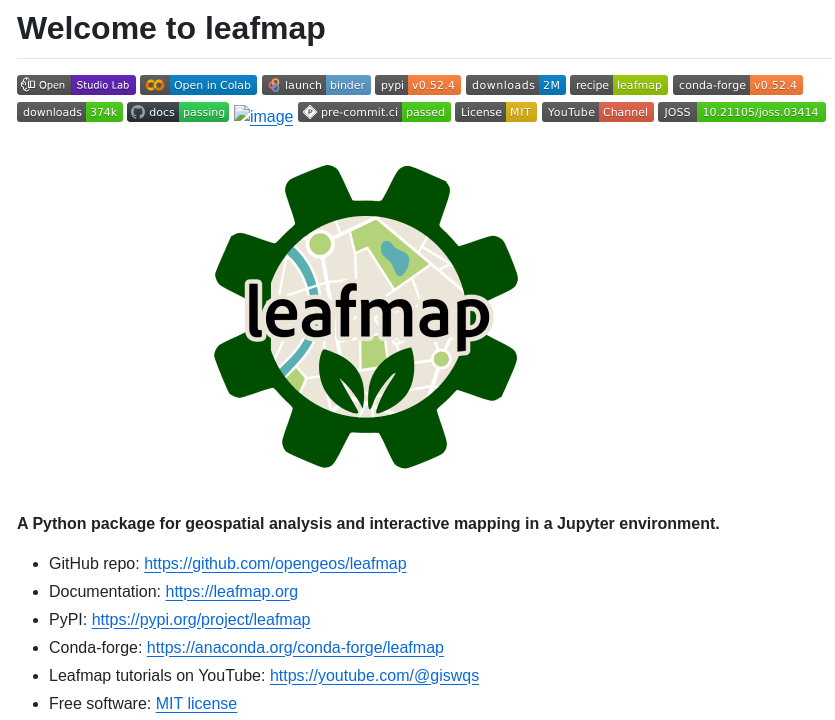 Welcome to leafmap
Open Studio Lab Open in Colab launch binder pypi v0.52.4 downloads 2M recipe leafmap conda-forge v0.52.4
downloads 374k docs passing image pre-commit.ci passed License MIT YouTube Channel JOSS 10.21105/joss.03414
leafmap
A Python package for geospatial analysis and interactive mapping in a Jupyter environment.
GitHub repo: https://github.com/opengeos/leafmap
Documentation: https://leafmap.org
PyPI: https://pypi.org/project/leafmap
Conda-forge: https://anaconda.org/conda-forge/leafmap
Leafmap tutorials on YouTube: https://youtube.com/@giswqs
Free software: MIT license